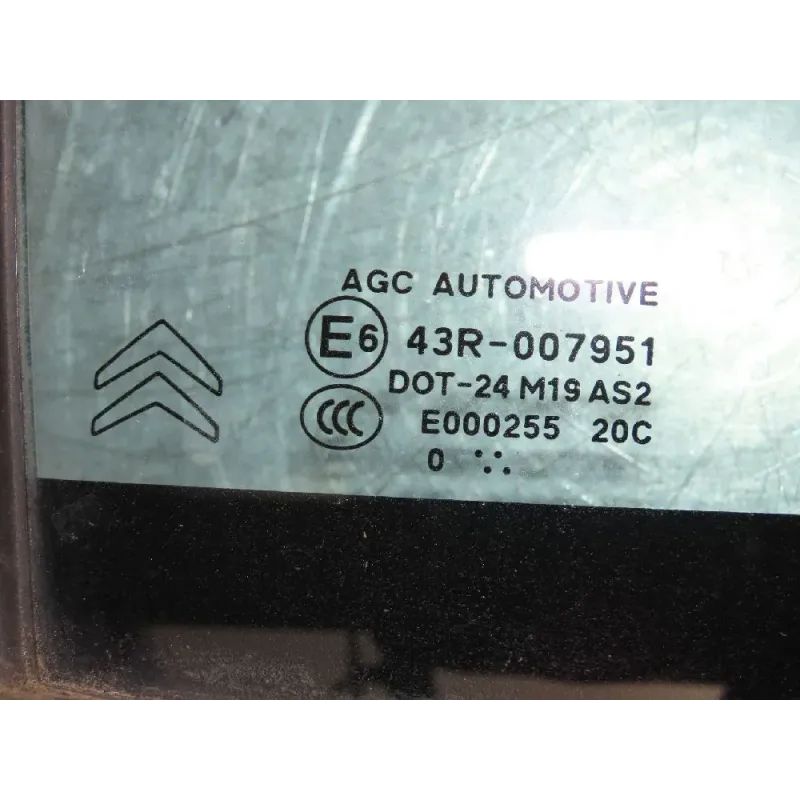 AGC AUTOMOTIVE
E6 43R-007951
DOT-24 M19 AS2
CCC E000255 20C
0